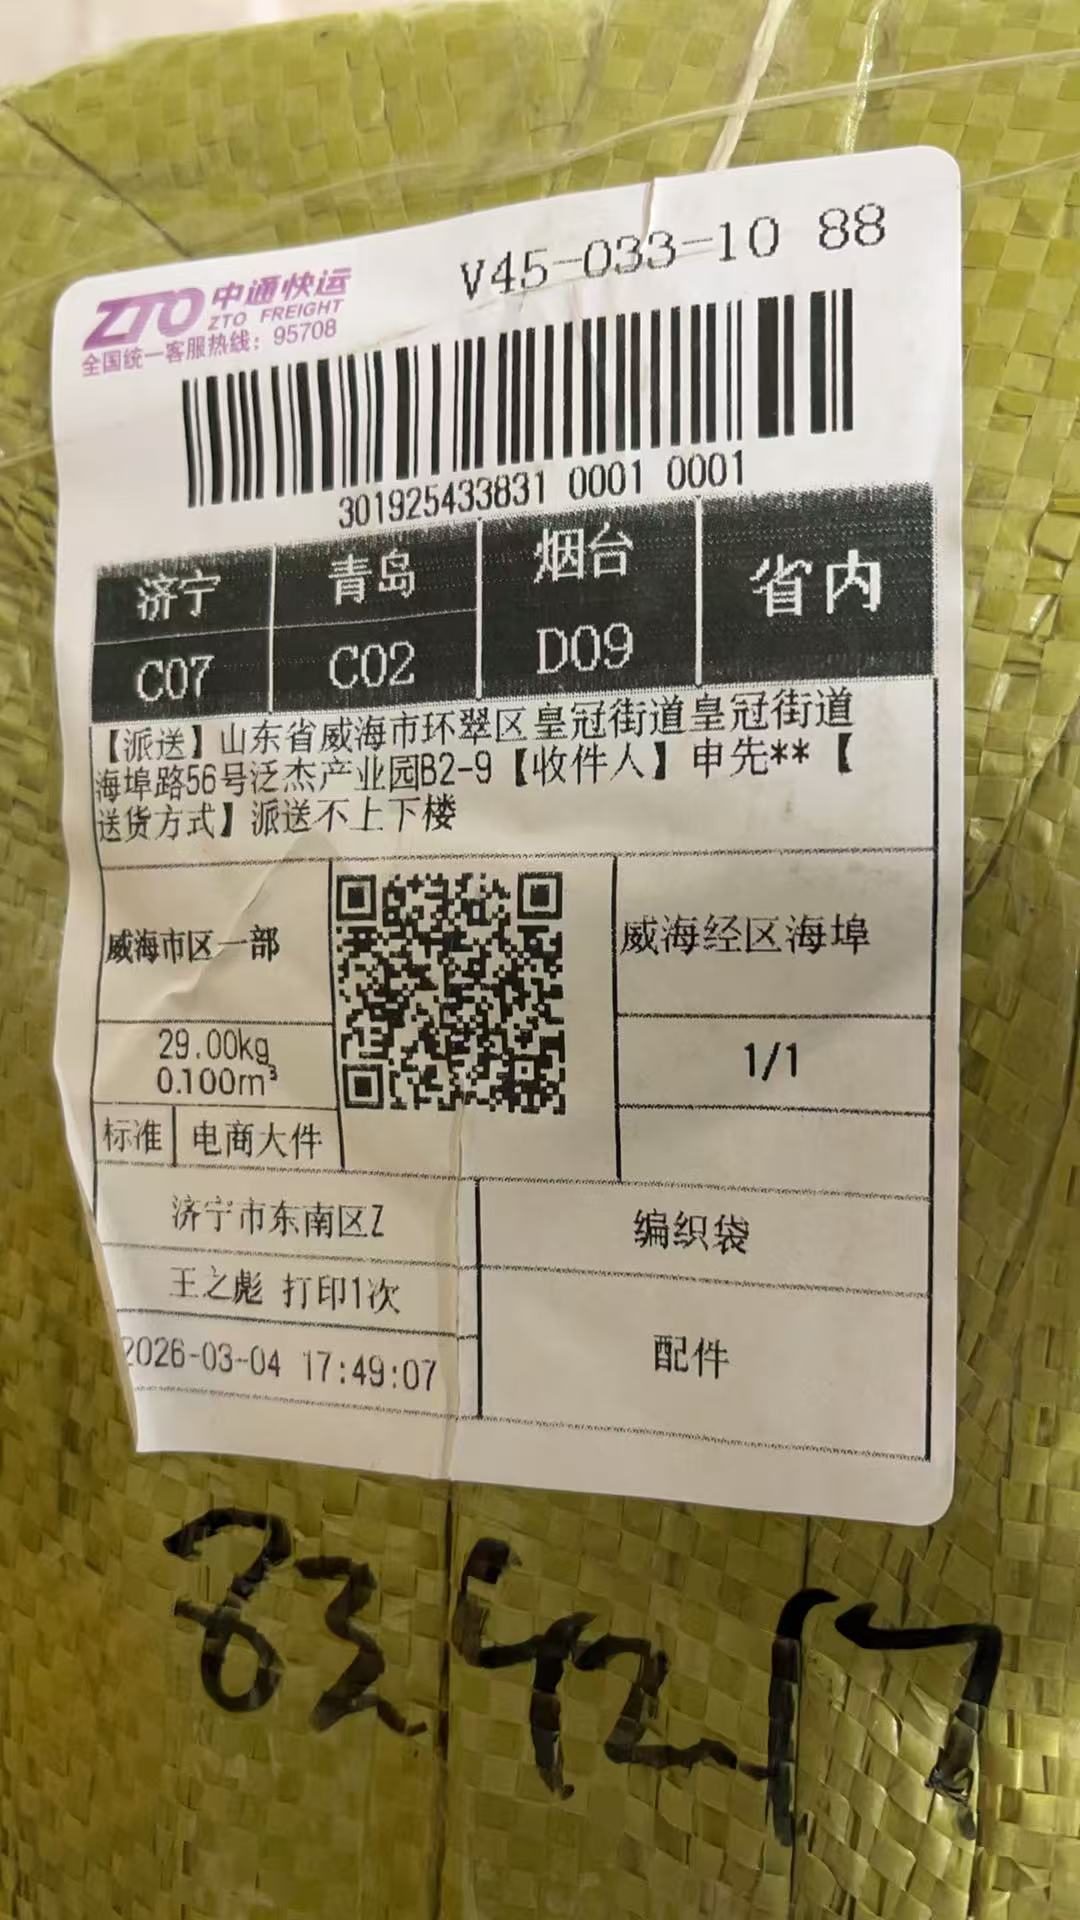 V45-033-10 88
ZTO 中通快运
ZTO FREIGHT
全国统一客服热线：95708
301925433831 0001 0001
济宁 青岛 烟台 省内
C07 C02 D09
【派送】山东省威海市环翠区皇冠街道皇冠街道
海埠路56号泛杰产业园B2-9【收件人】申先**【
送货方式】派送不上下楼
威海市区一部
威海经区海埠
29.00kg
0.100m³
1/1
标准 电商大件
济宁市东南区Z
编织袋
王之彪 打印1次
配件
2026-03-04 17:49:07